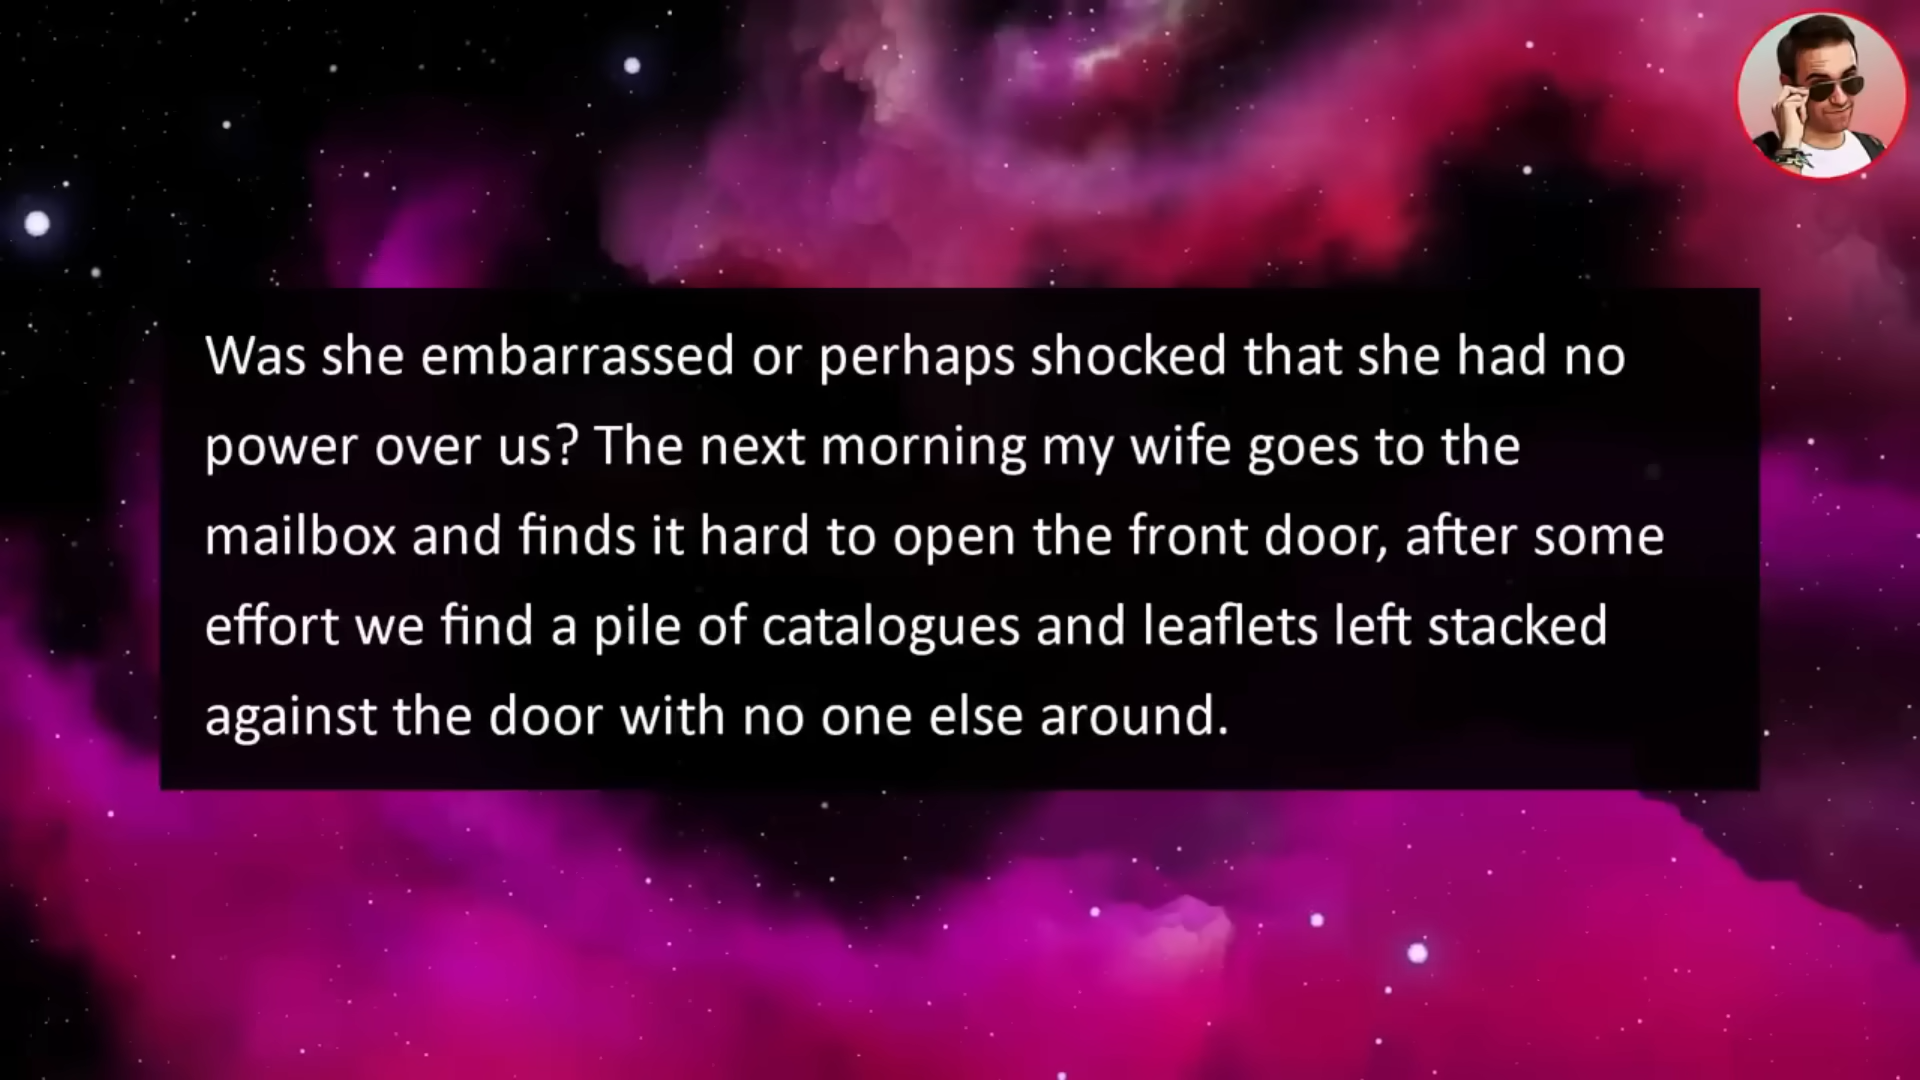 Was she embarrassed or perhaps shocked that she had no
power over us? The next morning my wife goes to the
mailbox and finds it hard to open the front door, after some
effort we find a pile of catalogues and leaflets left stacked
against the door with no one else around.